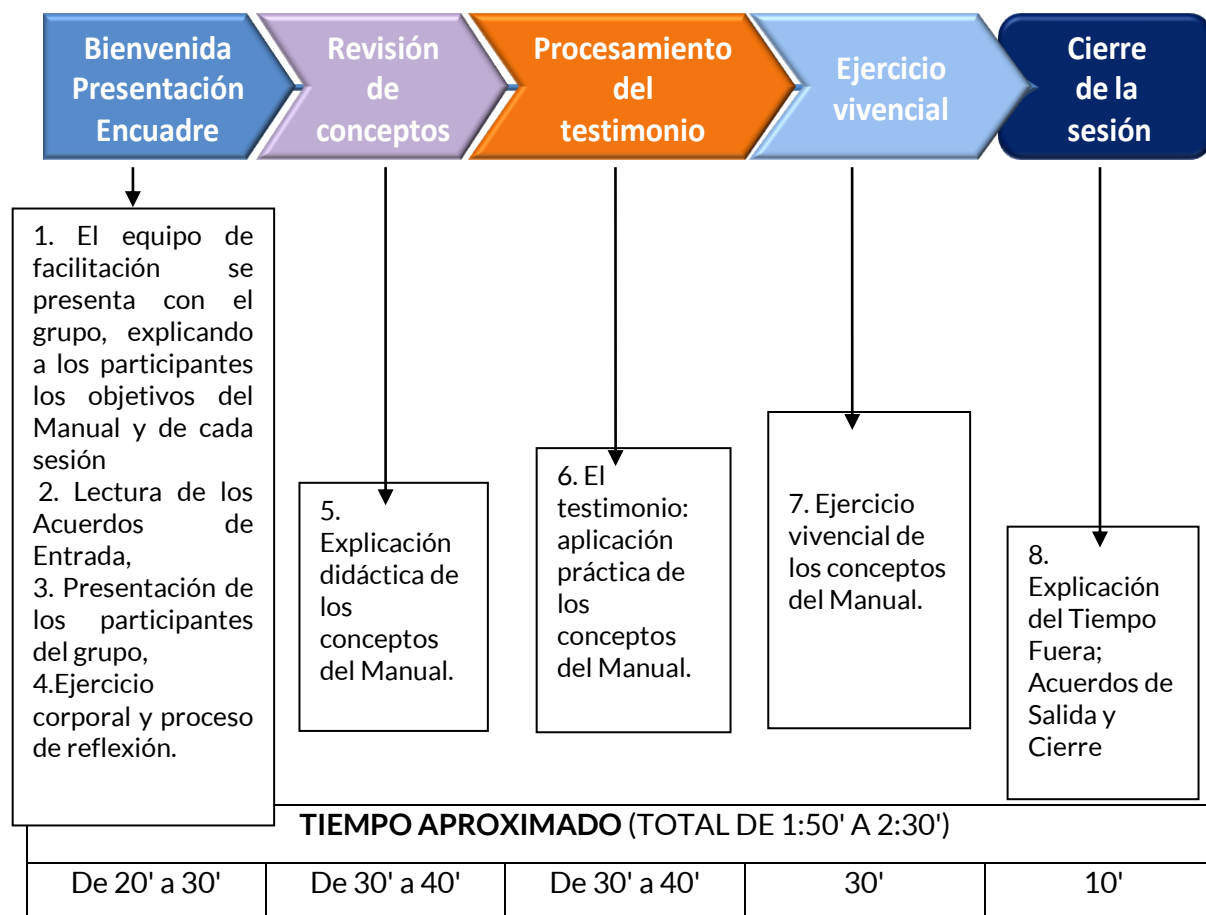 Bienvenida
Presentación
Encuadre
Revisión
de
conceptos
Procesamiento
del
testimonio
Ejercicio
vivencial
Cierre
de la
sesión
1. El equipo de
facilitación se
presenta con el
grupo, explicando
a los participantes
los objetivos del
Manual y de cada
sesión
2. Lectura de los
Acuerdos de
Entrada,
3. Presentación de
los participantes
del grupo,
4.Ejercicio
corporal y proceso
de reflexión.
5.
Explicación
didáctica de
los
conceptos
del Manual.
6. El
testimonio:
aplicación
práctica de
los
conceptos
del Manual.
7. Ejercicio
vivencial de
los conceptos
del Manual.
8.
Explicación
del Tiempo
Fuera;
Acuerdos de
Salida y
Cierre
TIEMPO APROXIMADO (TOTAL DE 1:50' A 2:30')
De 20' a 30'
De 30' a 40'
De 30' a 40'
30'
10'